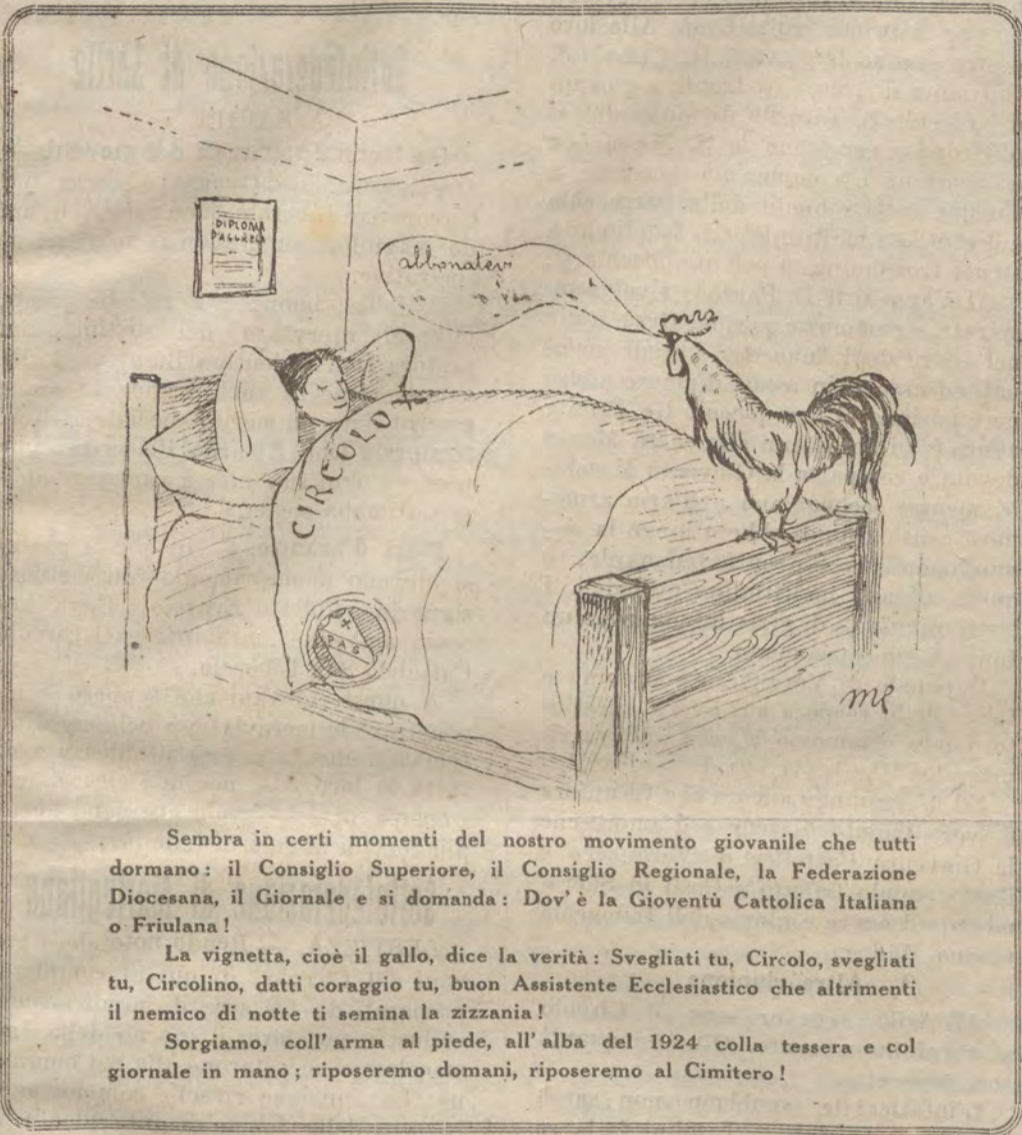 DIPLOMA
D'AGGREG
abbonatevi
CIRCOLO X
X
P A S
me
Sembra in certi momenti del nostro movimento giovanile che tutti
dormano : il Consiglio Superiore, il Consiglio Regionale, la Federazione
Diocesana, il Giornale e si domanda : Dov' è la Gioventù Cattolica Italiana
o Friulana !
La vignetta, cioè il gallo, dice la verità : Svegliati tu, Circolo, svegliati
tu, Circolino, datti coraggio tu, buon Assistente Ecclesiastico che altrimenti
il nemico di notte ti semina la zizzania !
Sorgiamo, coll' arma al piede, all' alba del 1924 colla tessera e col
giornale in mano ; riposeremo domani, riposeremo al Cimitero !